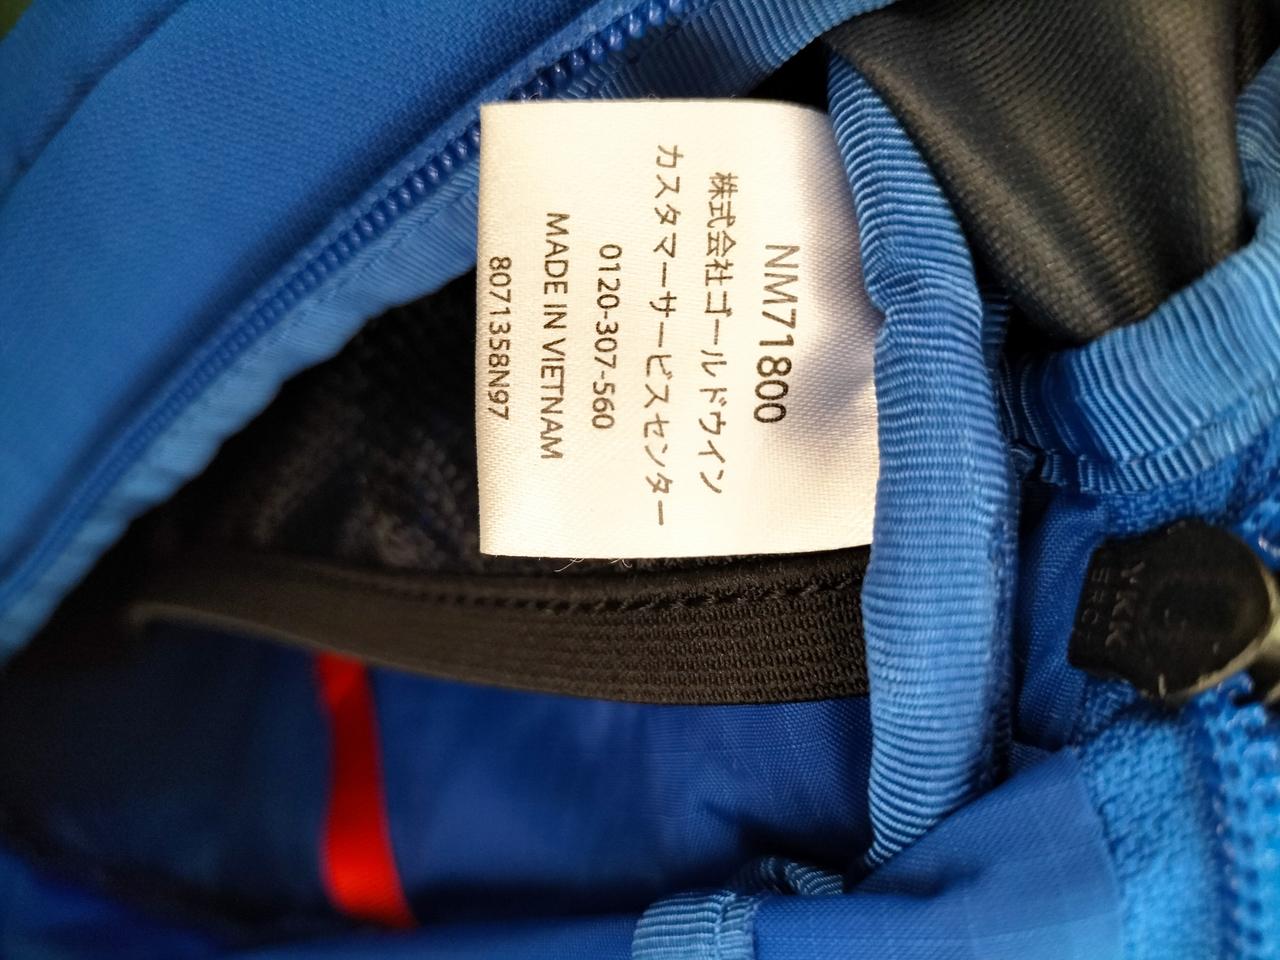 NM71800
株式会社ゴールドウイン
カスタマーサービスセンター
0120-307-560
MADE IN VIETNAM
8071358N97
YKK